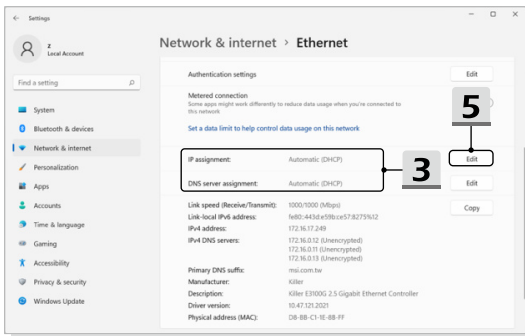 Settings
z
Local Account
Find a setting
System
Bluetooth & devices
Network & internet
Personalization
Apps
Accounts
Time & language
Gaming
Accessibility
Privacy & security
Windows Update
Network & internet > Ethernet
Authentication settings
Edit
Metered connection
Some apps might work differently to reduce data usage when you're connected to
this network
5
Set a data limit to help control data usage on this network
IP assignment: Automatic (DHCP)
Edit
3
DNS server assignment: Automatic (DHCP)
Edit
Link speed (Receive/Transmit): 1000/1000 (Mbps)
Copy
Link-local IPv6 address: fe80::443d:e59b:ce57:8275%12
IPv4 address: 172.16.17.249
IPv4 DNS servers: 172.16.0.12 (Unencrypted)
172.16.0.11 (Unencrypted)
172.16.0.13 (Unencrypted)
Primary DNS suffix: msi.com.tw
Manufacturer: Killer
Description: Killer E3100G 2.5 Gigabit Ethernet Controller
Driver version: 10.47.121.2021
Physical address (MAC): D8-BB-C1-1E-8B-FF